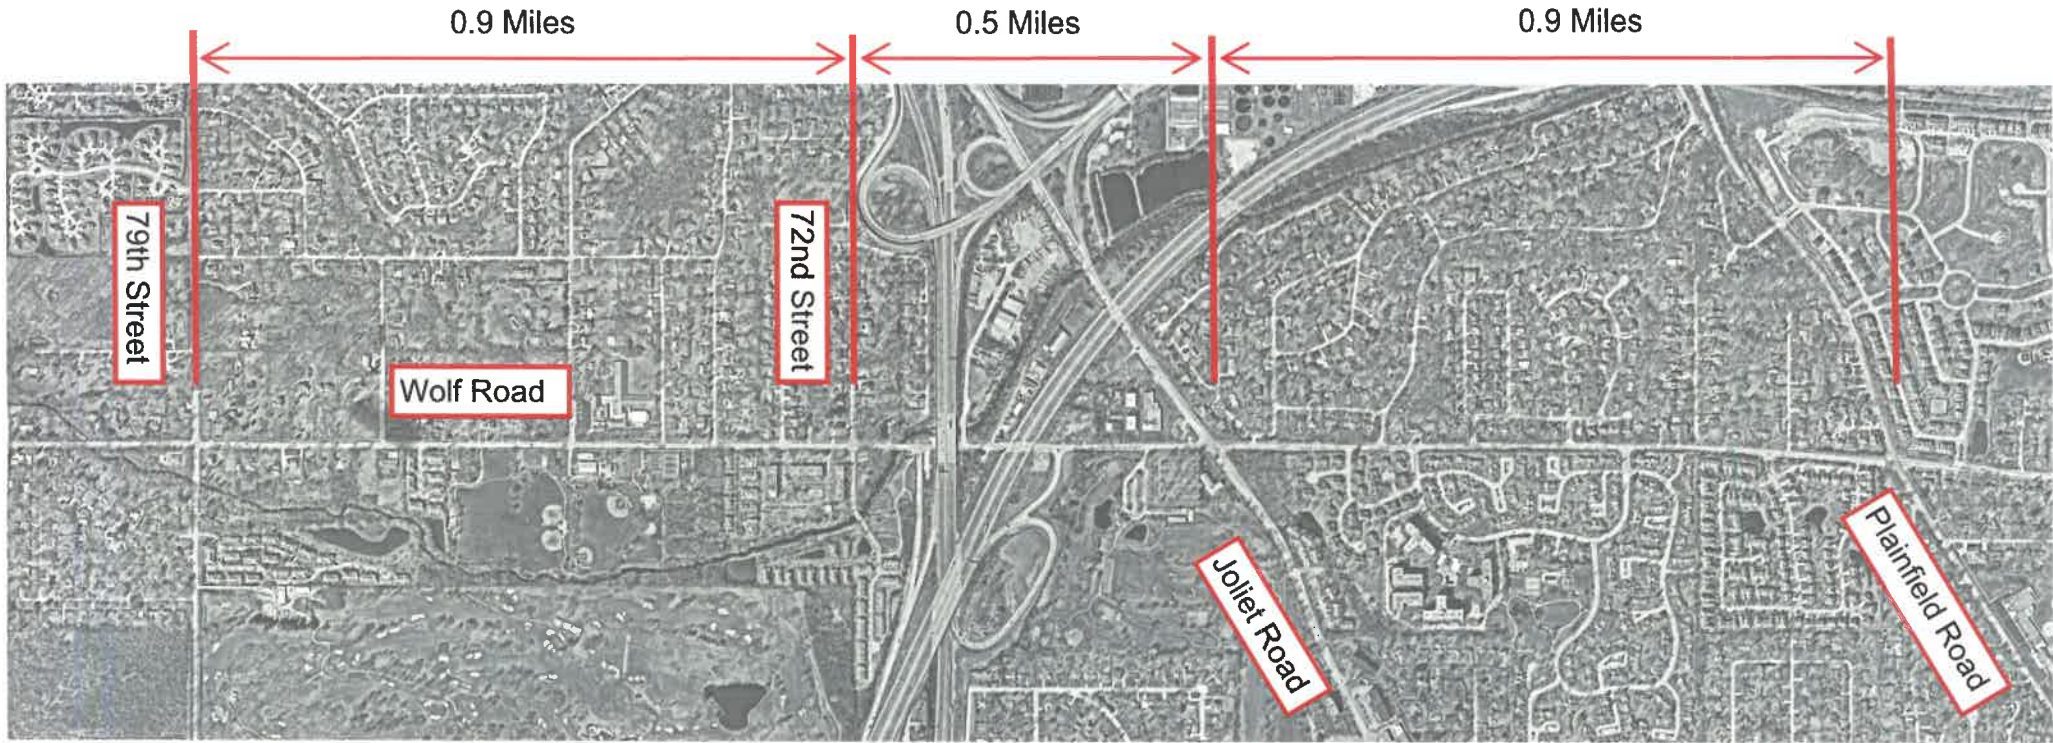 0.9 Miles
0.5 Miles
0.9 Miles
79th Street
72nd Street
Wolf Road
Joliet Road
Plainfield Road